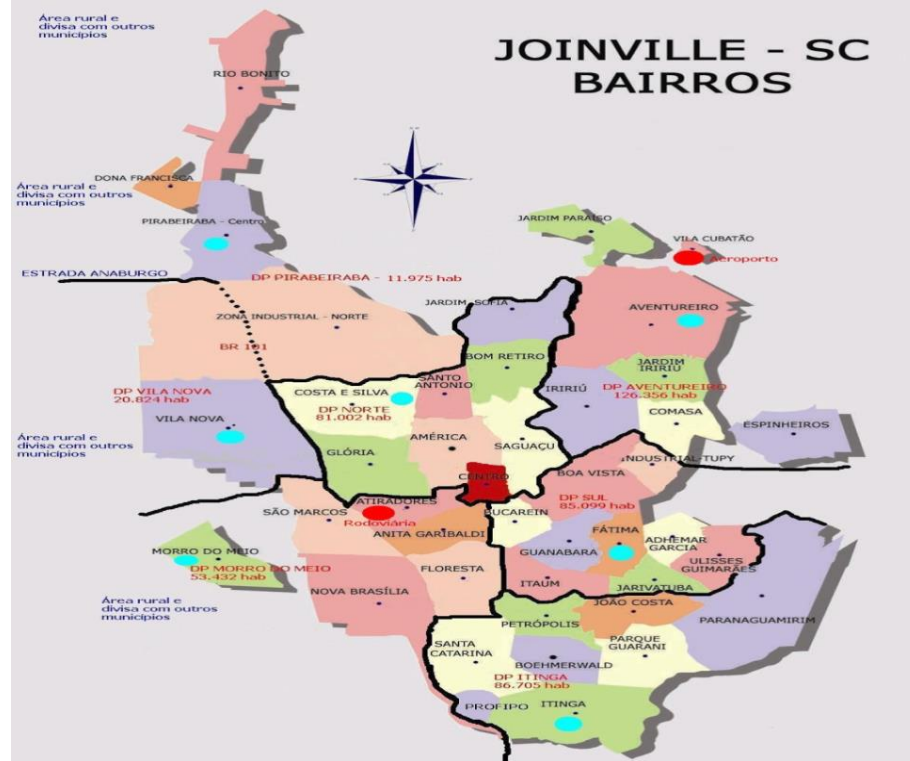 Área rural e
divisa com outros
municípios
JOINVILLE - SC
BAIRROS
RIO BONITO
DONA FRANCISCA
Área rural e
divisa com outros
municípios
PIRABEIRABA - Centro
JARDIM PARAÍSO
VILA CUBATÃO
Aeroporto
ESTRADA ANABURGO
DP PIRABEIRABA - 11.975 hab
JARDIM SOFIA
AVENTUREIRO
ZONA INDUSTRIAL - NORTE
BR 101
BOM RETIRO
JARDIM
IRIRIÚ
SANTO
ANTONIO
IRIRIÚ
DP AVENTUREIRO
126.356 hab
DP VILA NOVA
20.824 hab
COSTA E SILVA
DP NORTE
81.002 hab
COMASA
VILA NOVA
ESPINHEIROS
AMÉRICA
SAGUAÇU
Área rural e
divisa com outros
municípios
GLÓRIA
INDUSTRIAL-TUPY
BOA VISTA
CENTRO
ATIRADORES
DP SUL
85.099 hab
SÃO MARCOS
Rodoviária
BUCAREIN
ANITA GARIBALDI
FÁTIMA
ADHEMAR
GARCIA
MORRO DO MEIO
GUANABARA
ULISSES
GUIMARÃES
DP MORRO DO MEIO
53.432 hab
FLORESTA
ITAUM
JARIVATUBA
NOVA BRASÍLIA
Área rural e
divisa com outros
municípios
JOÃO COSTA
PETRÓPOLIS
PARANAGUAMIRIM
SANTA
CATARINA
PARQUE
GUARANI
BOEHMERWALD
DP ITINGA
86.705 hab
PROFIPO
ITINGA